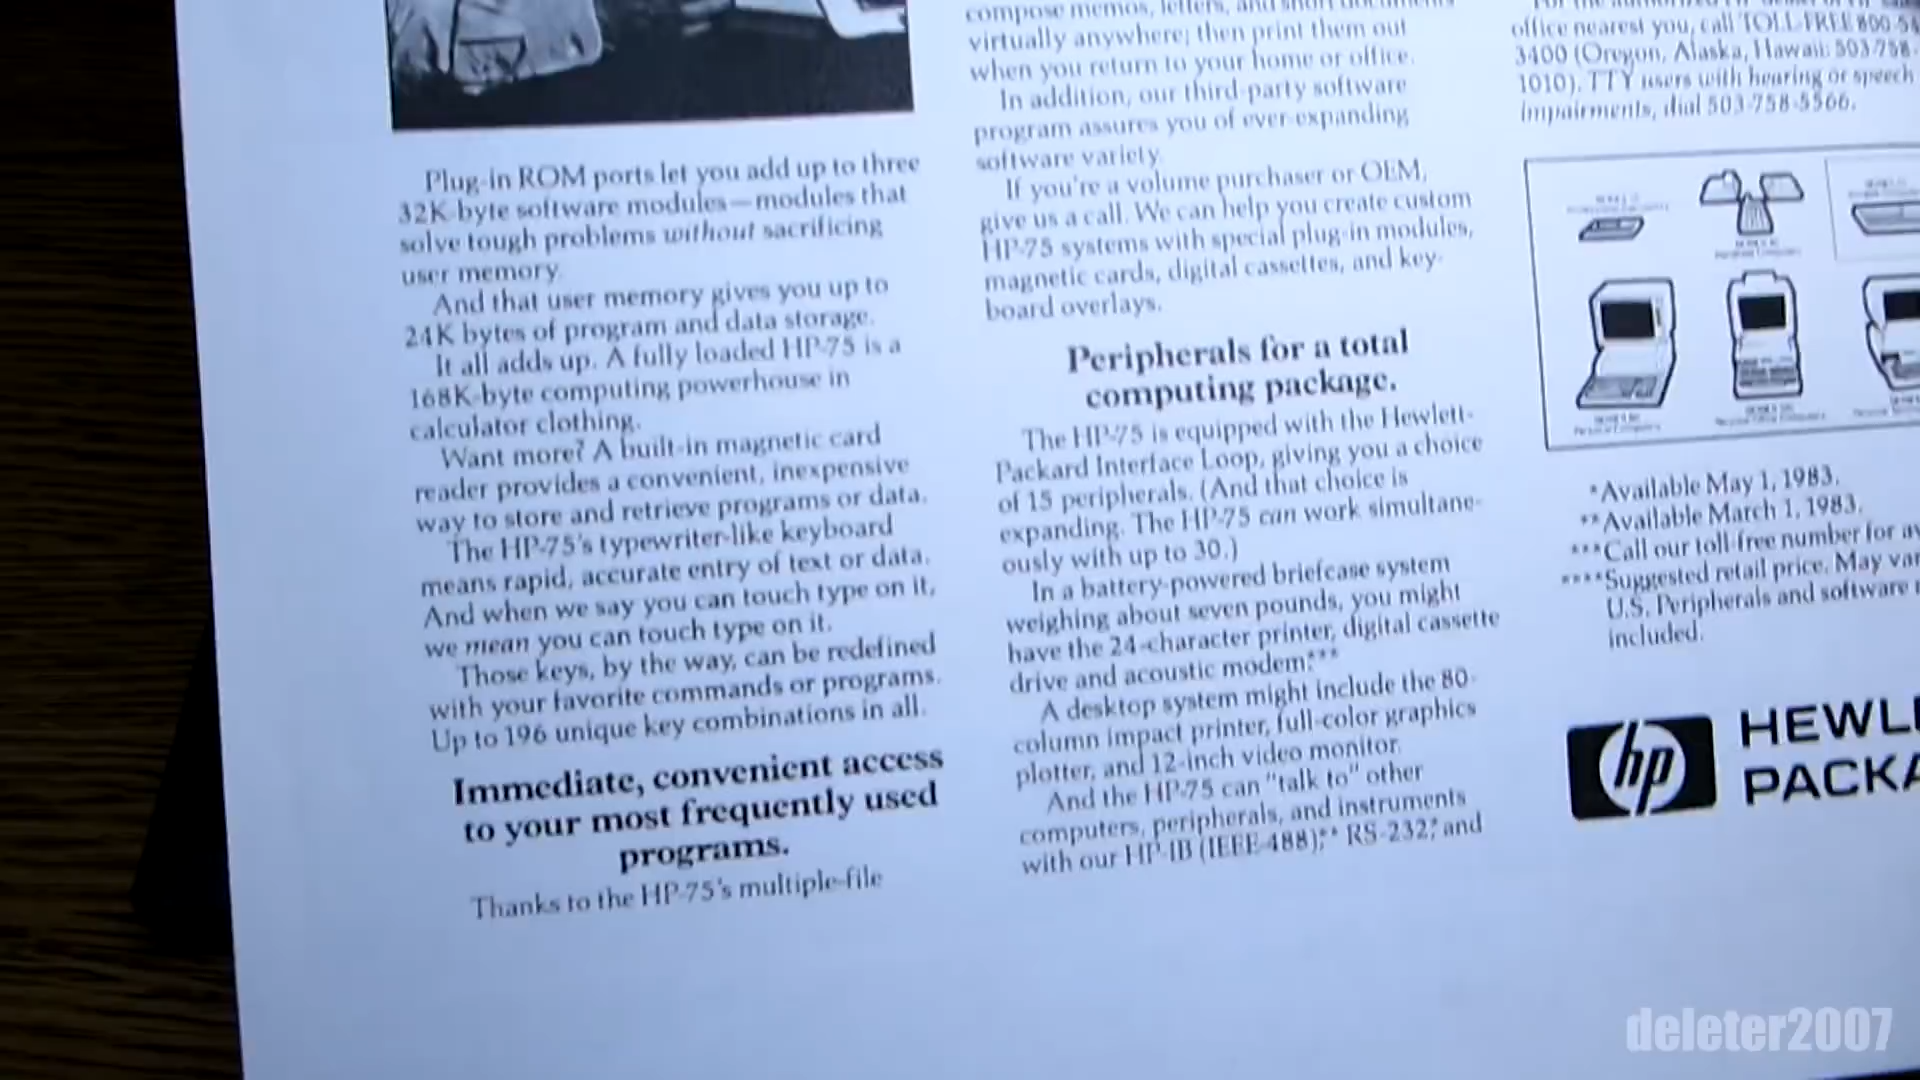 Plug-in ROM ports let you add up to three
32K-byte software modules—modules that
solve tough problems without sacrificing
user memory.
And that user memory gives you up to
24K bytes of program and data storage.
It all adds up. A fully loaded HP-75 is a
168K-byte computing powerhouse in
calculator clothing.
Want more? A built-in magnetic card
reader provides a convenient, inexpensive
way to store and retrieve programs or data.
The HP-75's typewriter-like keyboard
means rapid, accurate entry of text or data.
And when we say you can touch type on it,
we mean you can touch type on it.
Those keys, by the way, can be redefined
with your favorite commands or programs.
Up to 196 unique key combinations in all.
Immediate, convenient access
to your most frequently used
programs.
Thanks to the HP-75's multiple-file
compose memos, letters, and short documents
virtually anywhere; then print them out
when you return to your home or office.
In addition, our third-party software
program assures you of ever-expanding
software variety.
If you're a volume purchaser or OEM,
give us a call. We can help you create custom
HP-75 systems with special plug-in modules,
magnetic cards, digital cassettes, and key-
board overlays.
Peripherals for a total
computing package.
The HP-75 is equipped with the Hewlett-
Packard Interface Loop, giving you a choice
of 15 peripherals. (And that choice is
expanding. The HP-75 can work simultane-
ously with up to 30.)
In a battery-powered briefcase system
weighing about seven pounds, you might
have the 24-character printer, digital cassette
drive and acoustic modem.***
A desktop system might include the 80-
column impact printer, full-color graphics
plotter, and 12-inch video monitor.
And the HP-75 can "talk to" other
computers, peripherals, and instruments
with our HP-IB (IEEE-488),** RS-232,* and
office nearest you, call TOLL-FREE 800-54
3400 (Oregon, Alaska, Hawaii: 503-758-
1010). TTY users with hearing or speech
impairments, dial 503-758-5566.
*Available May 1, 1983.
**Available March 1, 1983.
***Call our toll-free number for av
****Suggested retail price. May var
U.S. Peripherals and software
included.
hp HEWL
PACKA
deleter2007